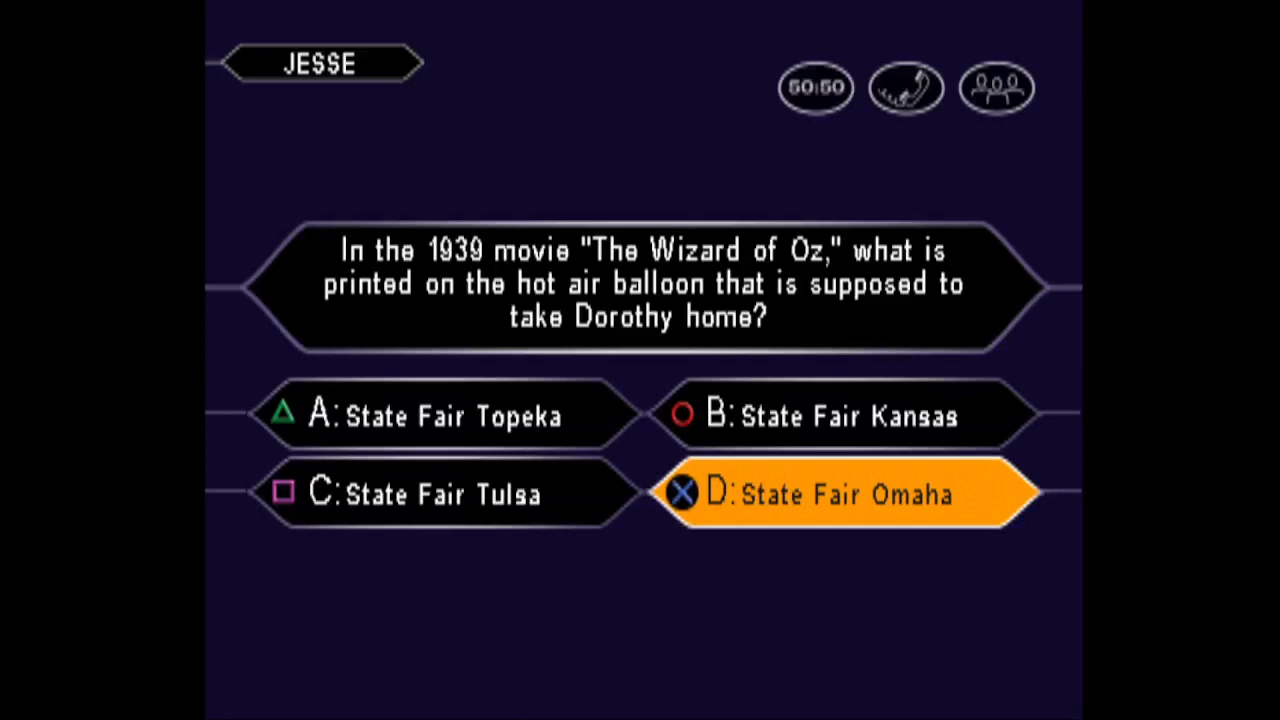 JESSE
50:50
In the 1939 movie "The Wizard of Oz," what is
printed on the hot air balloon that is supposed to
take Dorothy home?
A: State Fair Topeka
B: State Fair Kansas
C: State Fair Tulsa
D: State Fair Omaha